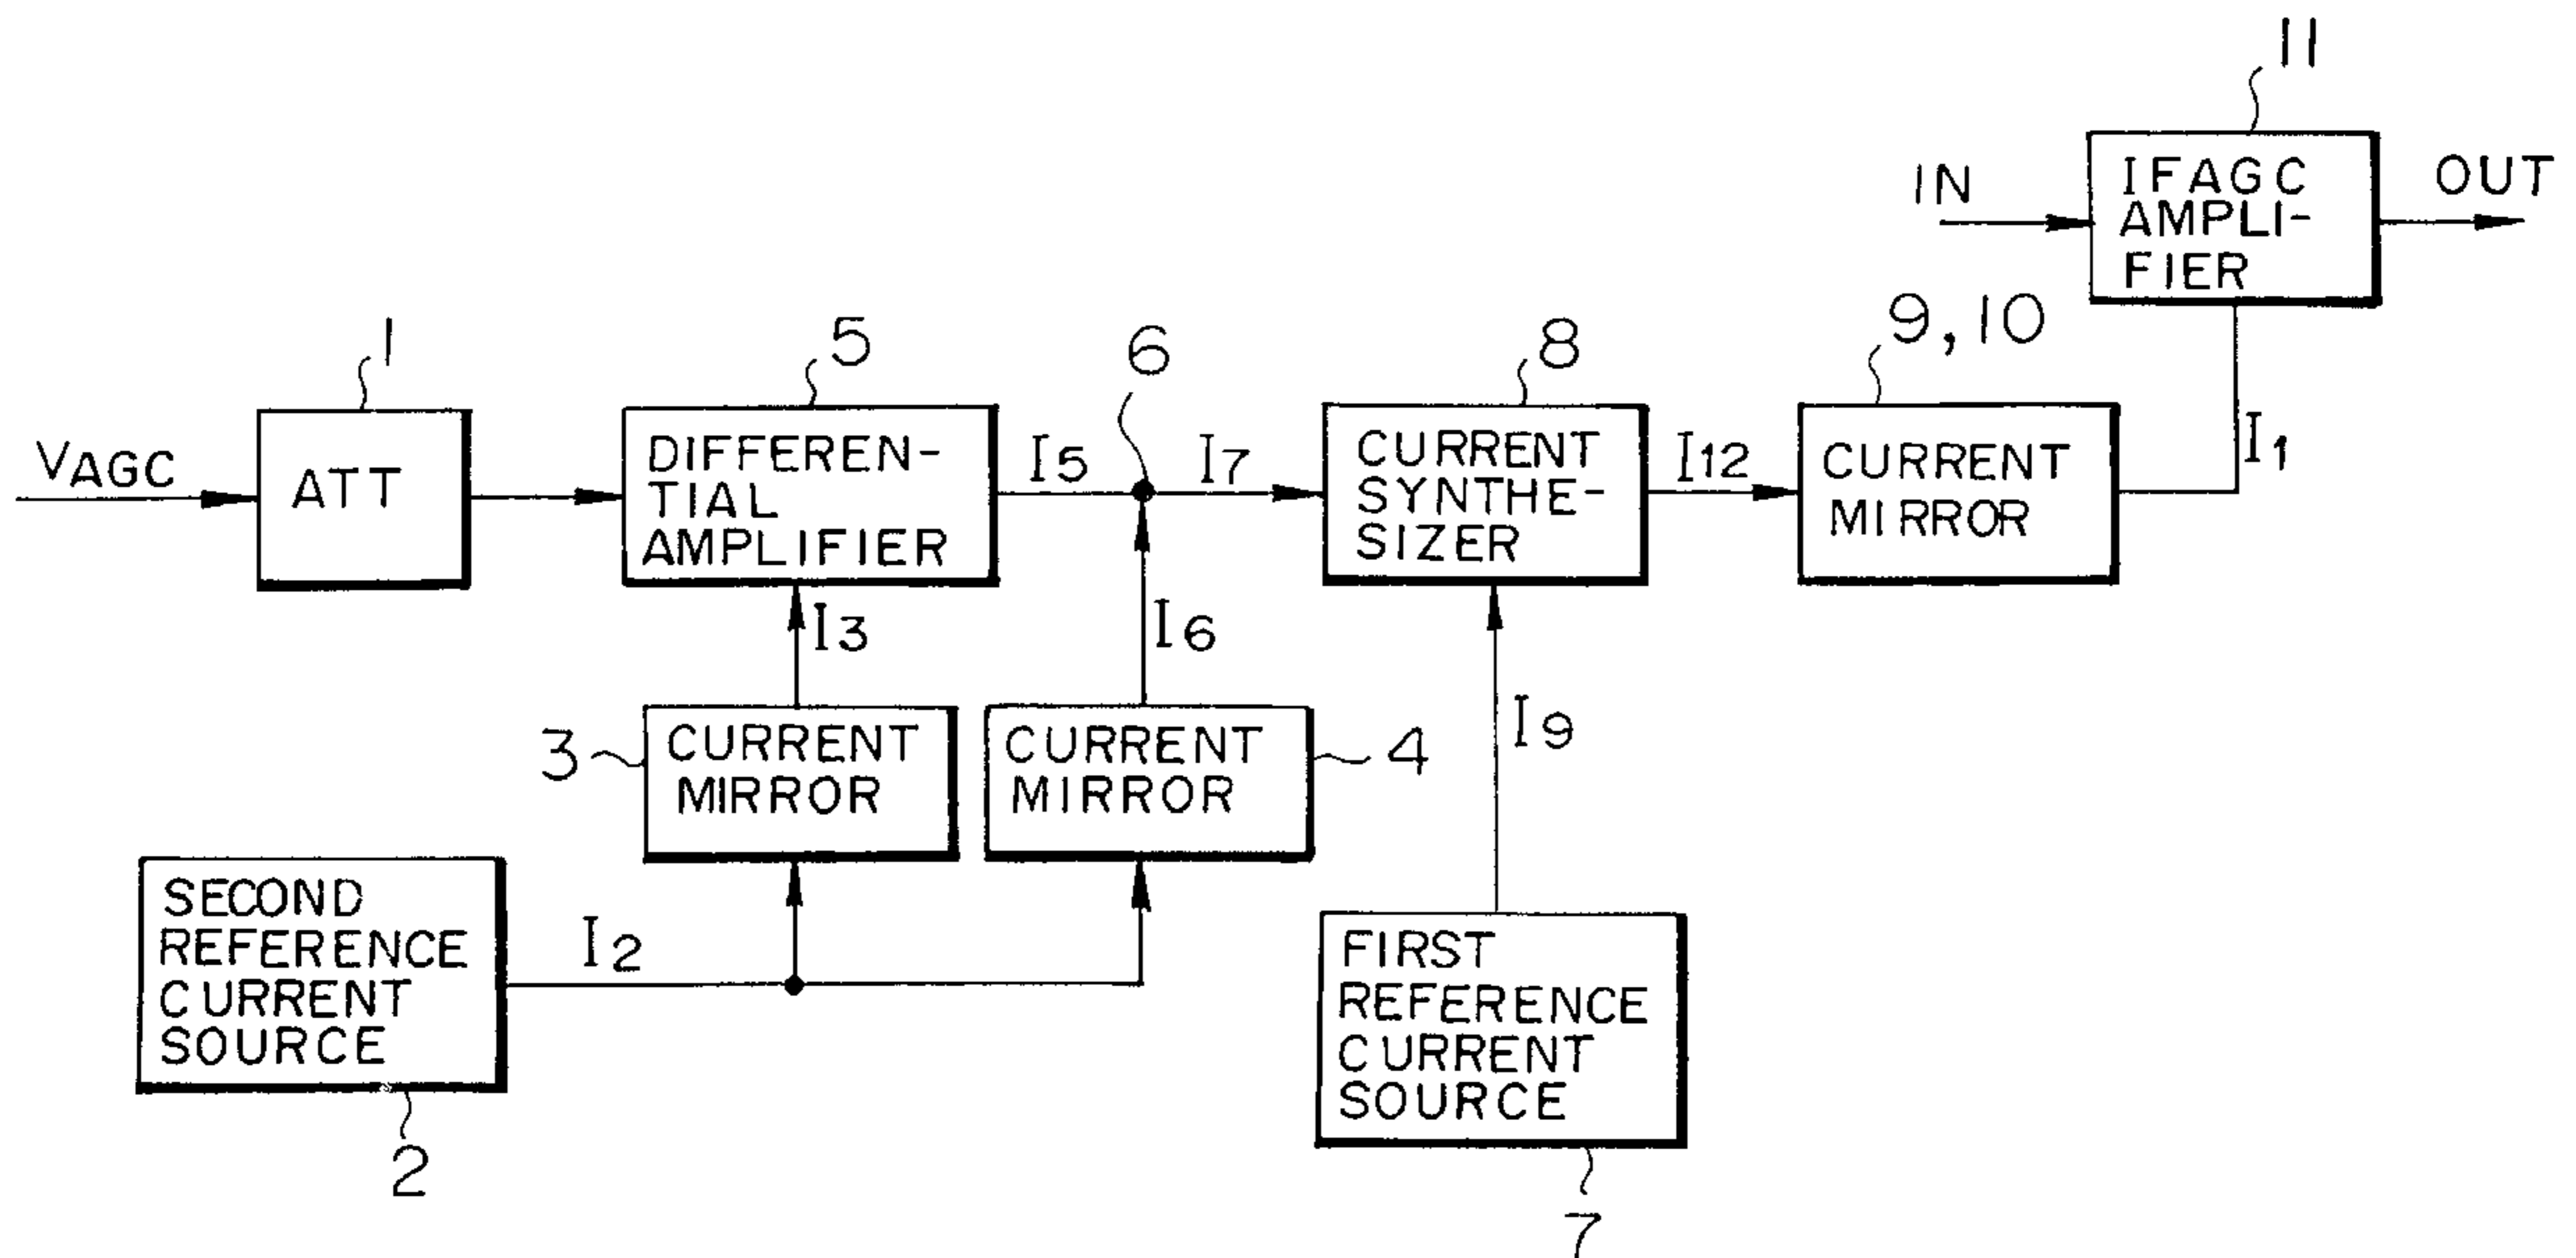 11
IFAGC
AMPLI-
FIER
IN
OUT
9,10
1
5
6
8
VAGC
ATT
DIFFEREN-
TIAL
AMPLIFIER
I5
I7
CURRENT
SYNTHE-
SIZER
I12
CURRENT
MIRROR
I1
I3
I6
3
CURRENT
MIRROR
CURRENT
MIRROR
4
I9
SECOND
REFERENCE
CURRENT
SOURCE
I2
FIRST
REFERENCE
CURRENT
SOURCE
2
7